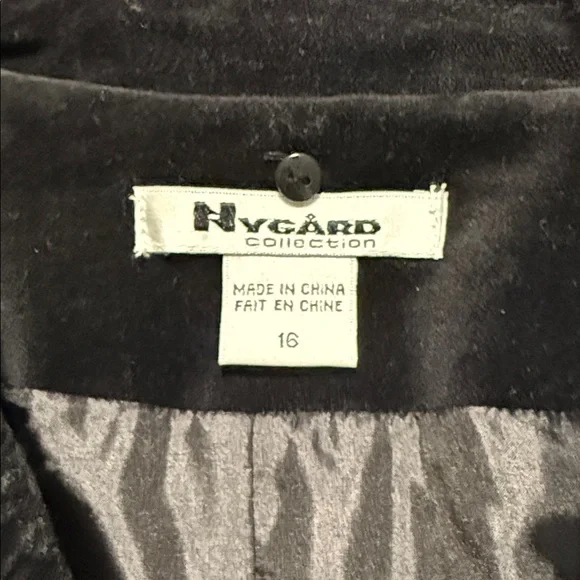 NYGÅRD
collection
MADE IN CHINA
FAIT EN CHINE
16